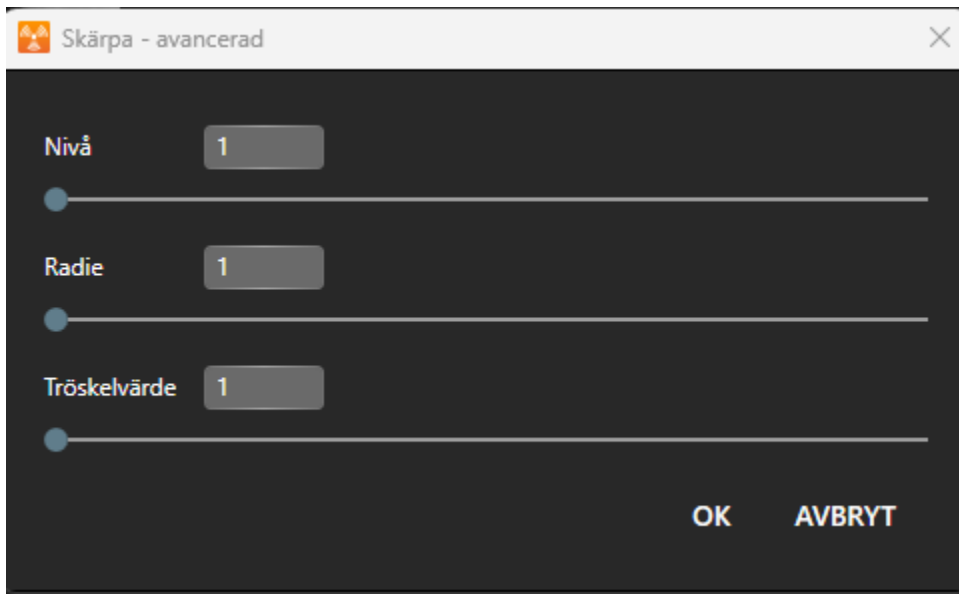 Skärpa - avancerad
Nivå 1
Radie 1
Tröskelvärde 1
OK AVBRYT